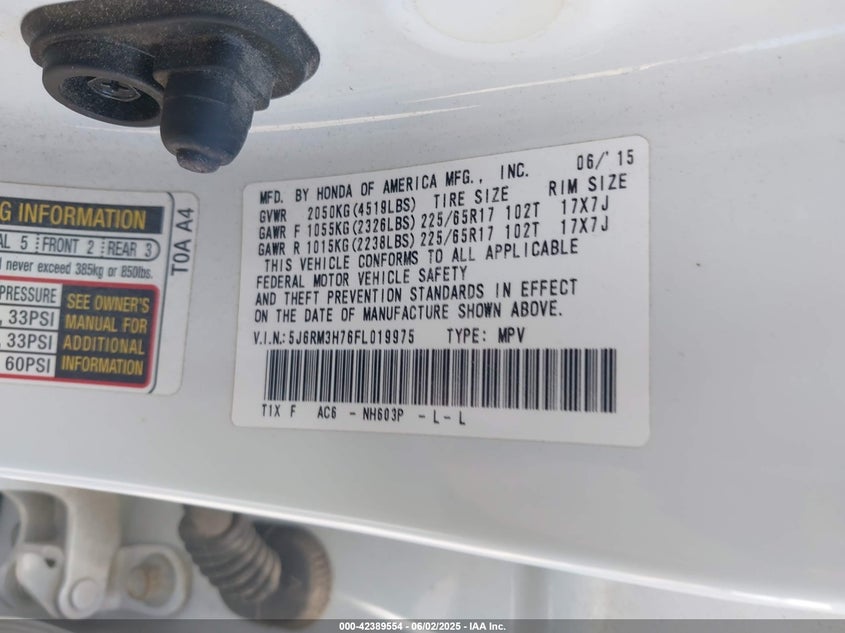 MFD. BY HONDA OF AMERICA MFG., INC. 06/'15
GVWR 2050KG(4519LBS) TIRE SIZE RIM SIZE
GAWR F 1055KG(2326LBS) 225/65R17 102T 17X7J
GAWR R 1015KG(2238LBS) 225/65R17 102T 17X7J
THIS VEHICLE CONFORMS TO ALL APPLICABLE
FEDERAL MOTOR VEHICLE SAFETY
AND THEFT PREVENTION STANDARDS IN EFFECT
ON THE DATE OF MANUFACTURE SHOWN ABOVE.
V.I.N.:5J6RM3H76FL019975 TYPE: MPV
T1X F AC6 - NH603P - L - L
INFORMATION
5 FRONT 2 REAR 3
never exceed 385kg or 850lbs.
PRESSURE
33PSI
33PSI
60PSI
SEE OWNER'S
MANUAL FOR
ADDITIONAL
INFORMATION
T0A A4
000-42389554 - 06/02/2025 - IAA Inc.